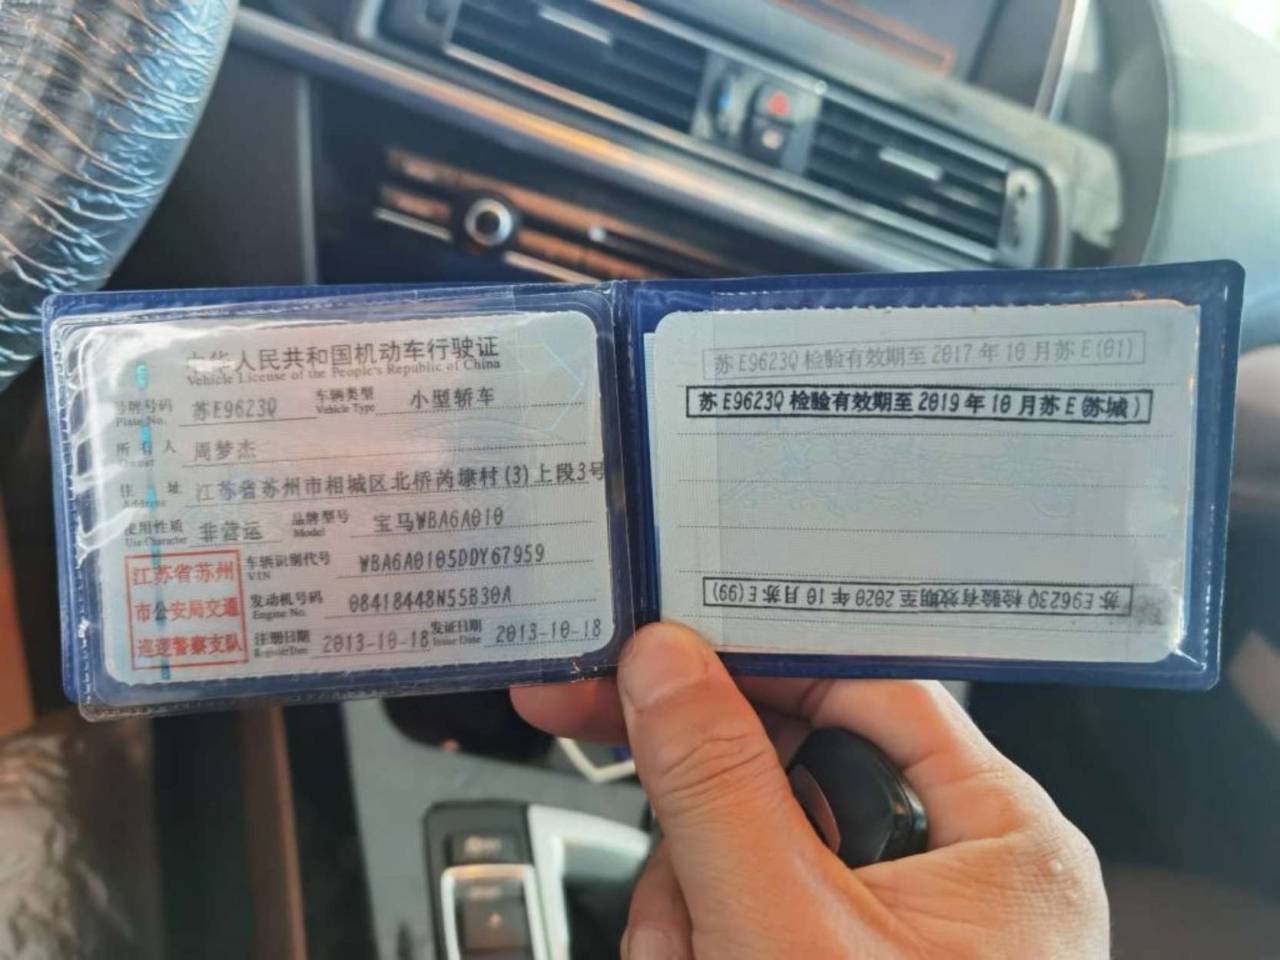 中华人民共和国机动车行驶证
Vehicle License of the People's Republic of China
号牌号码 苏E9623Q 车辆类型 小型轿车
Plate No. Vehicle Type
所有人 周梦杰
Owner
住址 江苏省苏州市相城区北桥芮埭村(3)上段3号
Address
使用性质 非营运 品牌型号 宝马WBA6A010
Use Character Model
江苏省苏州
市公安局交通
巡逻警察支队
车辆识别代号 WBA6A0105DDY67959
VIN
发动机号码 08418448N55B30A
Engine No.
注册日期 2013-10-18 发证日期 2013-10-18
Register Date Issue Date
苏E9623Q检验有效期至2017年10月苏E(01)
苏E9623Q检验有效期至2019年10月苏E(苏城)
苏E9623Q检验有效期至2020年10月苏E(99)